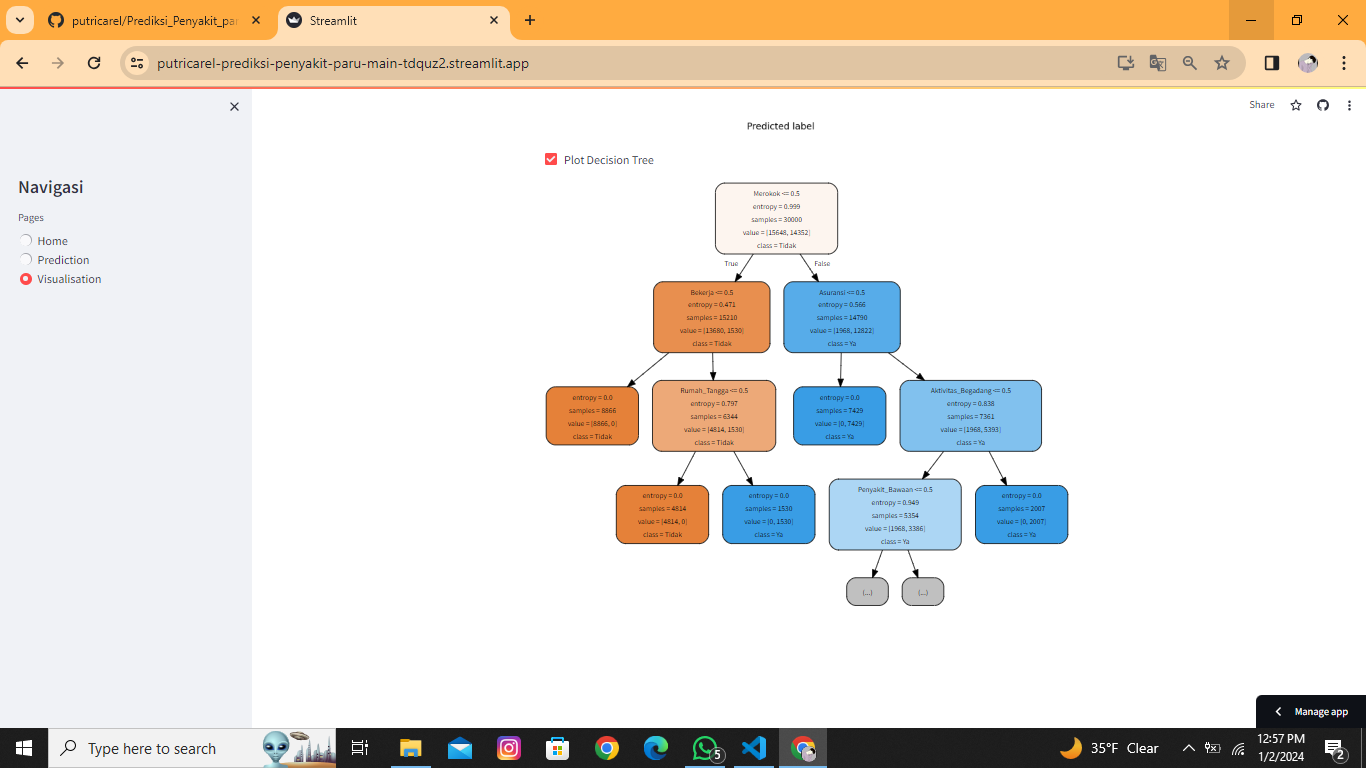 putricarel/Prediksi_Penyakit_pa
Streamlit
putricarel-prediksi-penyakit-paru-main-tdquz2.streamlit.app
Share
Predicted label
Plot Decision Tree
Navigasi
Pages
Home
Prediction
Visualisation
Merokok <= 0.5
entropy = 0.999
samples = 30000
value = [15648, 14352]
class = Tidak
True
False
Bekerja <= 0.5
entropy = 0.471
samples = 15210
value = [13680, 1530]
class = Tidak
Asuransi <= 0.5
entropy = 0.566
samples = 14790
value = [1968, 12822]
class = Ya
entropy = 0.0
samples = 8866
value = [8866, 0]
class = Tidak
Rumah_Tangga <= 0.5
entropy = 0.797
samples = 6344
value = [4814, 1530]
class = Tidak
entropy = 0.0
samples = 7429
value = [0, 7429]
class = Ya
Aktivitas_Begadang <= 0.5
entropy = 0.838
samples = 7361
value = [1968, 5393]
class = Ya
entropy = 0.0
samples = 4814
value = [4814, 0]
class = Tidak
entropy = 0.0
samples = 1530
value = [0, 1530]
class = Ya
Penyakit_Bawaan <= 0.5
entropy = 0.949
samples = 5354
value = [1968, 3386]
class = Ya
entropy = 0.0
samples = 2007
value = [0, 2007]
class = Ya
(...)
(...)
Manage app
Type here to search
5
35°F Clear
12:57 PM
1/2/2024
2